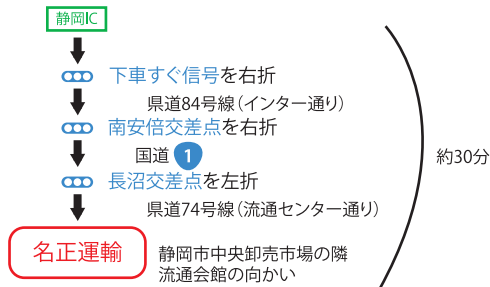 静岡IC
下車すぐ信号を右折
県道84号線(インター通り)
南安倍交差点を右折
国道 1
長沼交差点を左折
県道74号線(流通センター通り)
約30分
名正運輸
静岡市中央卸売市場の隣
流通会館の向かい